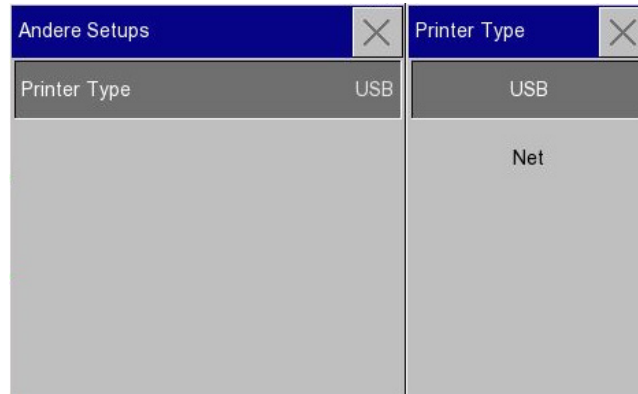 Andere Setups
Printer Type USB
Printer Type
USB
Net